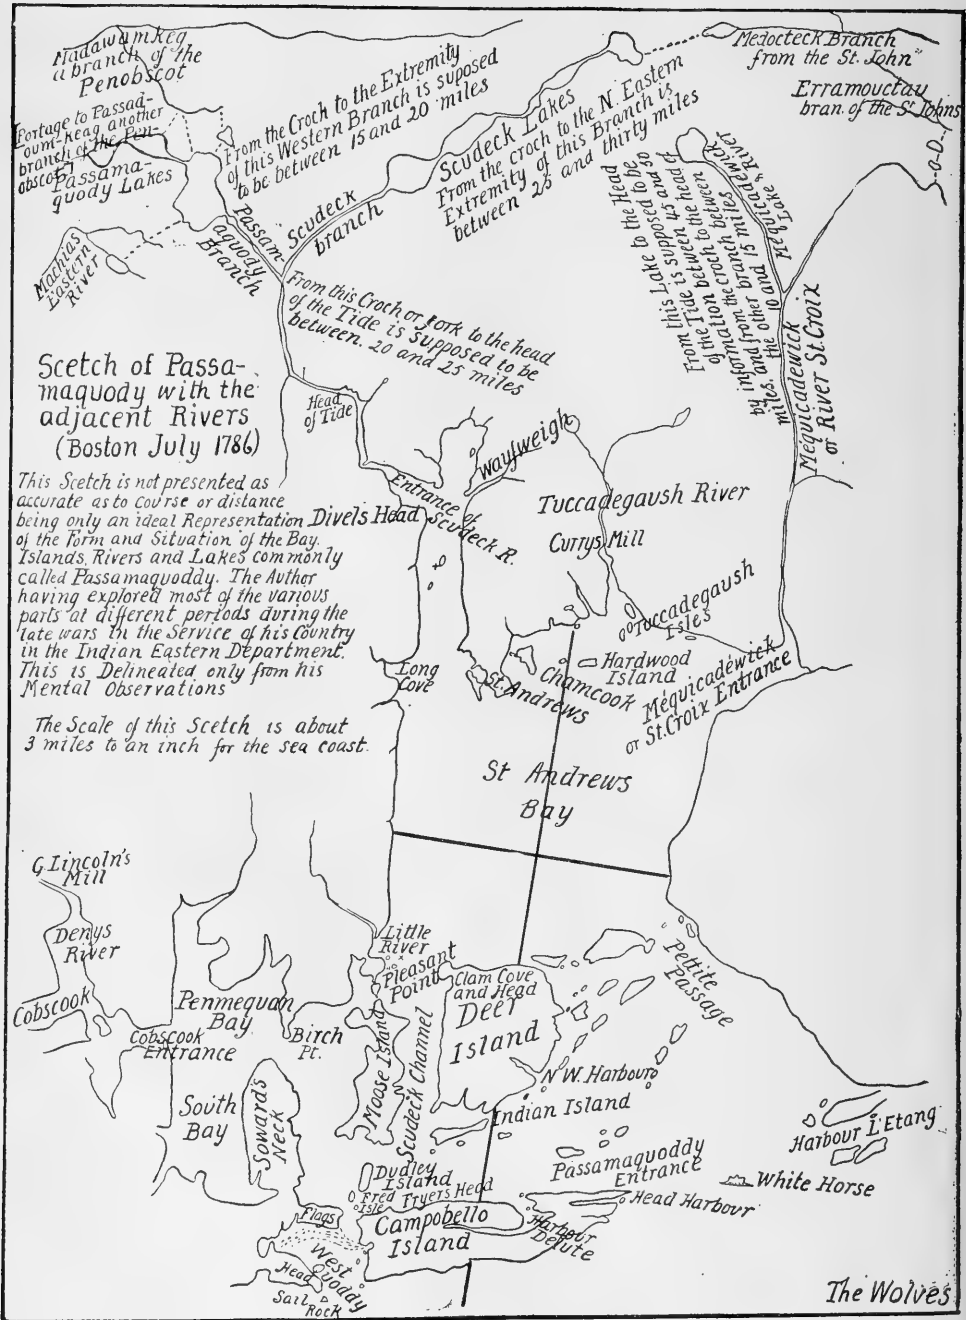 Madawamkeg
a branch of the
Penobscot
Portage to Passad-
oum-keag another
branch of the Pen-
obscot
Passama-
quody Lakes
From the Croch to the Extremity
of this Western Branch is supposed
to be between 15 and 20 miles
Scudeck Lakes
From the croch to the N. Eastern
Extremity of this Branch is
between 25 and thirty miles
Medocteck Branch
from the St. John"
Erramouctau
bran. of the St Johns
Machias
Eastern
River
Passam-
aquody
Branch
Scudeck
branch
From this Croch or fork to the head
of the Tide is supposed to be
between. 20 and 25 miles
From this Lake to the Head
of the Tide is supposed to be
miles. and from
by information
the croch between
the other
branch between
10 and 15 miles
Mequicadewick
Lake & River
Mequicadewick
or River St. Croix
Scetch of Passa-
maquody with the
adjacent Rivers
(Boston July 1786)
This Scetch is not presented as
accurate as to course or distance
being only an ideal Representation
of the Form and Situation of the Bay.
Islands, Rivers and Lakes commonly
called Passamaquoddy. The Author
having explored most of the various
parts at different periods during the
late wars in the Service of his Country
in the Indian Eastern Department.
This is Delineated only from his
Mental Observations
The Scale of this Scetch is about
3 miles to an inch for the sea coast.
Head
of Tide
Entrance of
Scudeck R.
Wausweigh
Divels Head
Tuccadegaush River
Currys Mill
Tuccadegaush
Isles
Hardwood
Island
Chamcook
St. Andrews
Long
Cove
Méquicadéwick
or St. Croix Entrance
St Andrews
Bay
G. Lincoln's
Mill
Denys
River
Cobscook
Cobscook
Entrance
Penmequan
Bay
Birch
Pt.
Little
River
Pleasant
Point
Clam Cove
and Head
Deer
Island
Pettite
Passage
Moose Island
Scudeck Channel
N W. Harbour
Indian Island
South
Bay
Soward's
Neck
Dudley
Island
Fred
Isle
Fryers Head
Passamaquoddy
Entrance
Harbour L'Etang
White Horse
Head Harbour
Harbour
Delute
Campobello
Island
Flags
West
Quoddy
Head
Sail
Rock
The Wolves